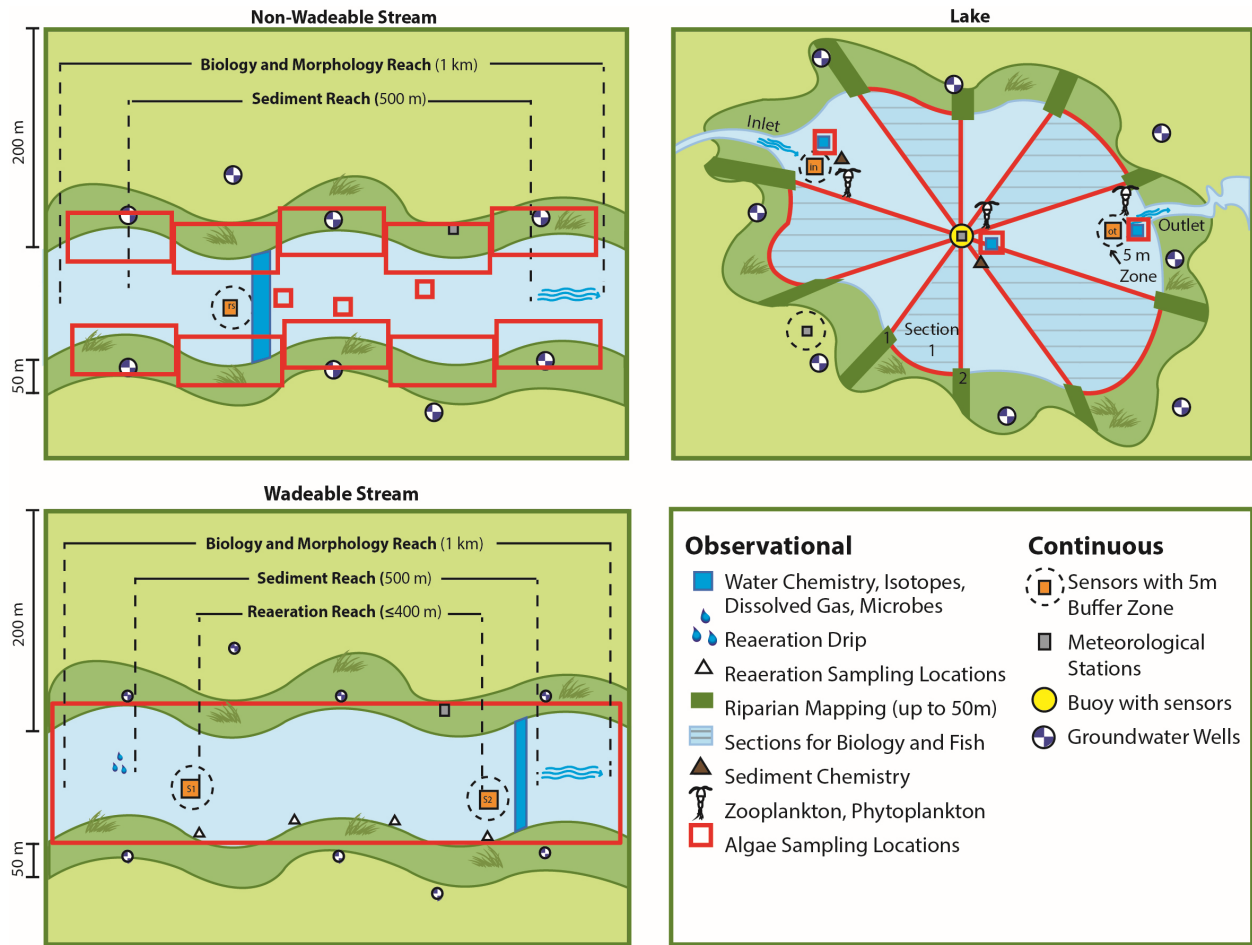 Non-Wadeable Stream
Biology and Morphology Reach (1 km)
Sediment Reach (500 m)
200 m
50 m
rs
Lake
Inlet
in
Outlet
ot
5 m
Zone
Section
1
1
2
Wadeable Stream
Biology and Morphology Reach (1 km)
Sediment Reach (500 m)
Reaeration Reach (≤400 m)
200 m
50 m
S1
S2
Observational
Water Chemistry, Isotopes,
Dissolved Gas, Microbes
Reaeration Drip
Reaeration Sampling Locations
Riparian Mapping (up to 50m)
Sections for Biology and Fish
Sediment Chemistry
Zooplankton, Phytoplankton
Algae Sampling Locations
Continuous
Sensors with 5m
Buffer Zone
Meteorological
Stations
Buoy with sensors
Groundwater Wells